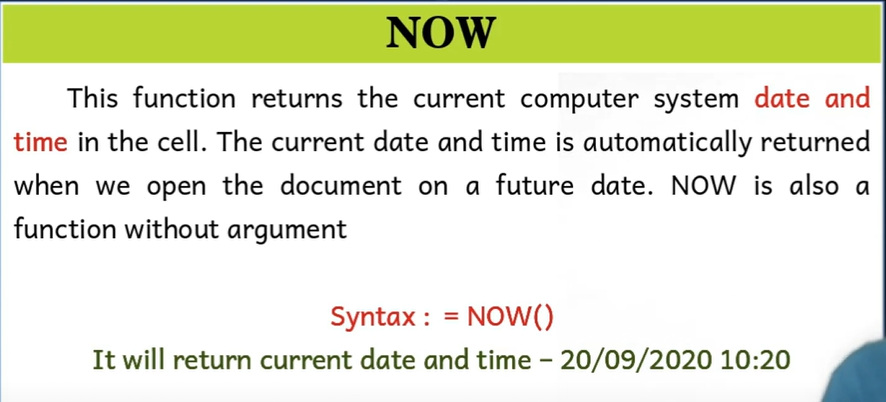 NOW
This function returns the current computer system date and
time in the cell. The current date and time is automatically returned
when we open the document on a future date. NOW is also a
function without argument
Syntax : = NOW()
It will return current date and time – 20/09/2020 10:20